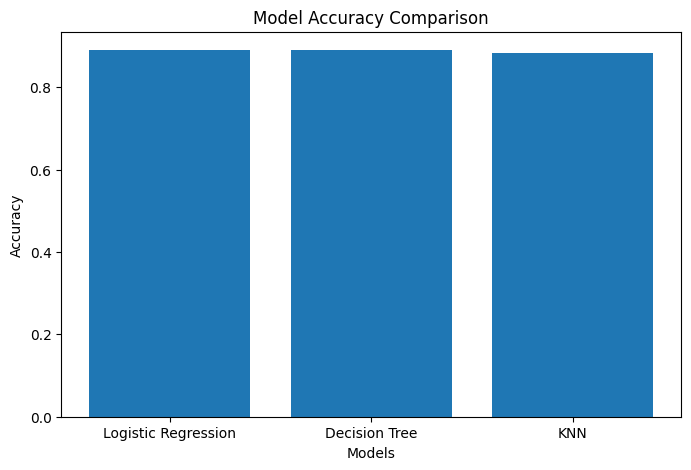 Model Accuracy Comparison
Accuracy
0.8
0.6
0.4
0.2
0.0
Logistic Regression
Decision Tree
KNN
Models